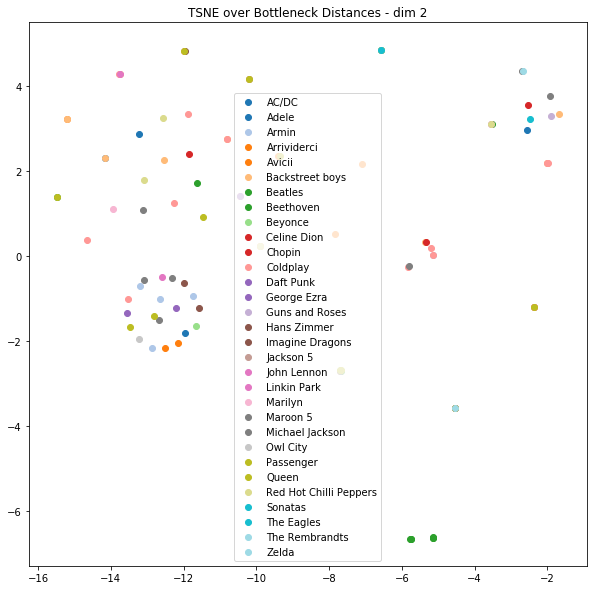 TSNE over Bottleneck Distances - dim 2
4
2
0
−2
−4
−6
AC/DC
Adele
Armin
Arrividerci
Avicii
Backstreet boys
Beatles
Beethoven
Beyonce
Celine Dion
Chopin
Coldplay
Daft Punk
George Ezra
Guns and Roses
Hans Zimmer
Imagine Dragons
Jackson 5
John Lennon
Linkin Park
Marilyn
Maroon 5
Michael Jackson
Owl City
Passenger
Queen
Red Hot Chilli Peppers
Sonatas
The Eagles
The Rembrandts
Zelda
−16 −14 −12 −10 −8 −6 −4 −2